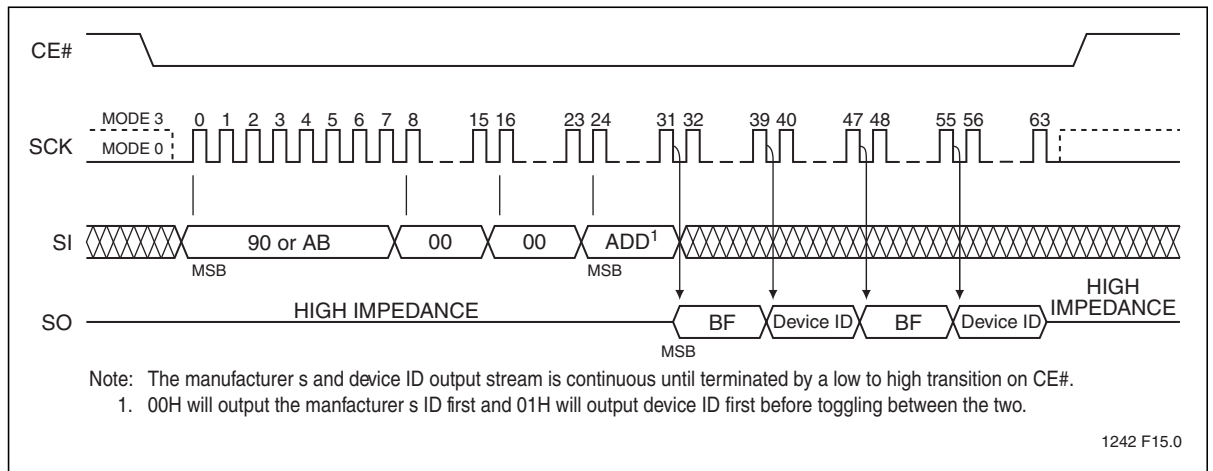 CE#
MODE 3
0 1 2 3 4 5 6 7 8 15 16 23 24 31 32 39 40 47 48 55 56 63
SCK
MODE 0
SI
90 or AB
00
00
ADD1
MSB
MSB
HIGH IMPEDANCE
HIGH
IMPEDANCE
SO
BF
Device ID
BF
Device ID
MSB
Note: The manufacturer s and device ID output stream is continuous until terminated by a low to high transition on CE#.
1. 00H will output the manfacturer s ID first and 01H will output device ID first before toggling between the two.
1242 F15.0